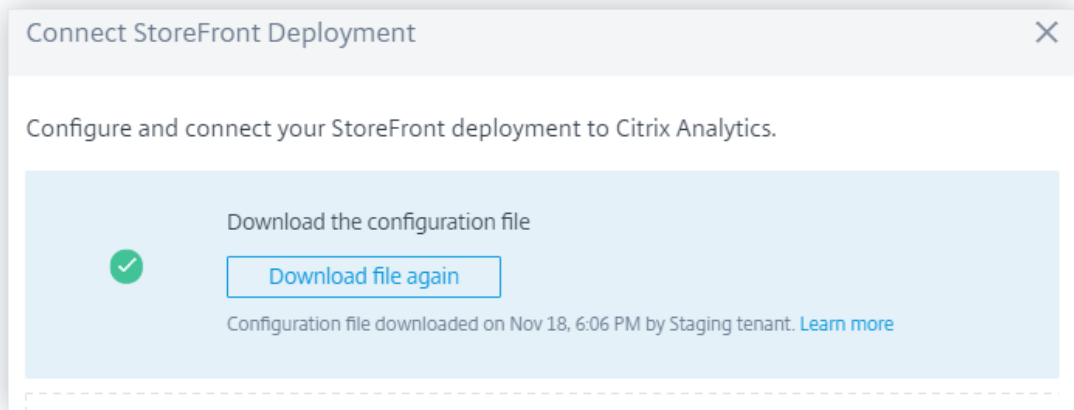 Connect StoreFront Deployment
Configure and connect your StoreFront deployment to Citrix Analytics.
Download the configuration file
Download file again
Configuration file downloaded on Nov 18, 6:06 PM by Staging tenant. Learn more